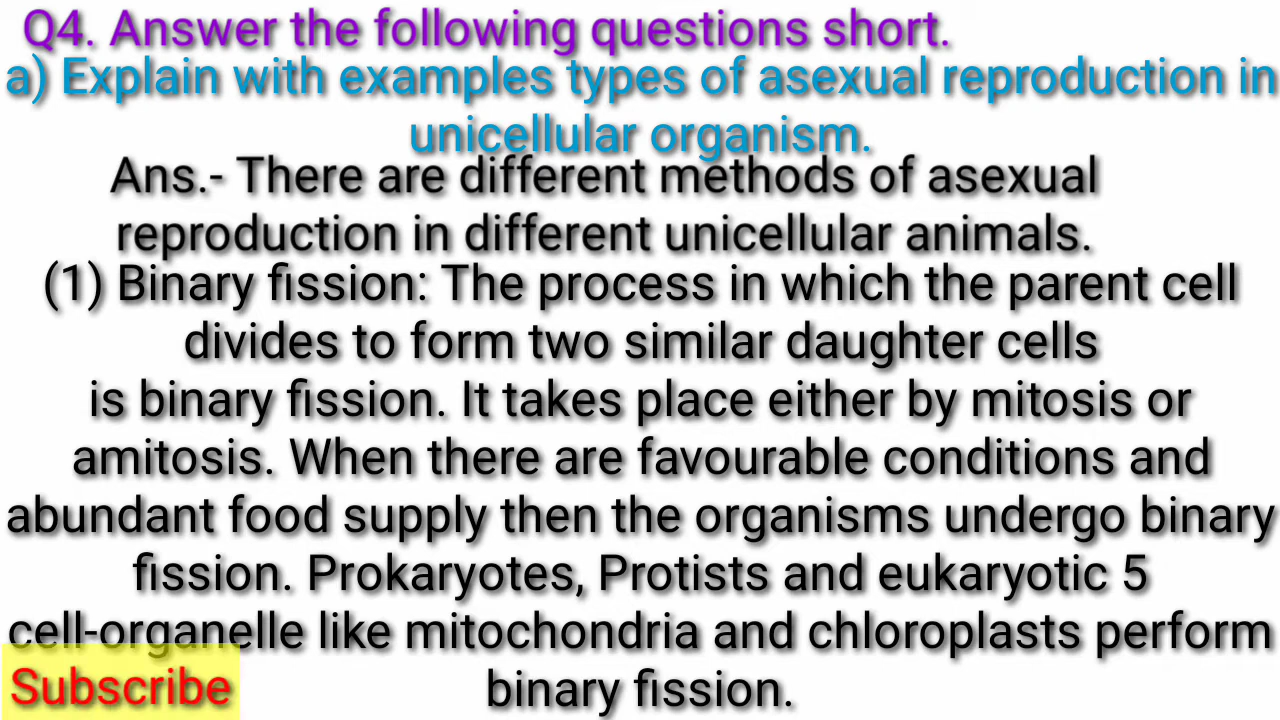 Q4. Answer the following questions short.
a) Explain with examples types of asexual reproduction in
unicellular organism.
Ans.- There are different methods of asexual
reproduction in different unicellular animals.
(1) Binary fission: The process in which the parent cell
divides to form two similar daughter cells
is binary fission. It takes place either by mitosis or
amitosis. When there are favourable conditions and
abundant food supply then the organisms undergo binary
fission. Prokaryotes, Protists and eukaryotic 5
cell-organelle like mitochondria and chloroplasts perform
binary fission.
Subscribe